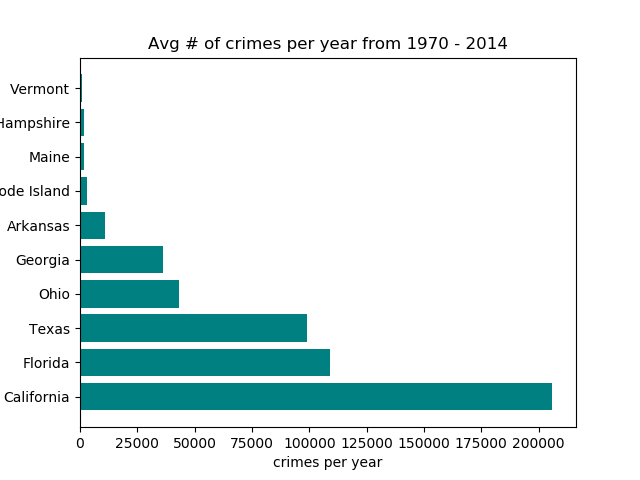 Avg # of crimes per year from 1970 - 2014
Vermont
Hampshire
Maine
ode Island
Arkansas
Georgia
Ohio
Texas
Florida
California
0 25000 50000 75000 100000 125000 150000 175000 200000
crimes per year